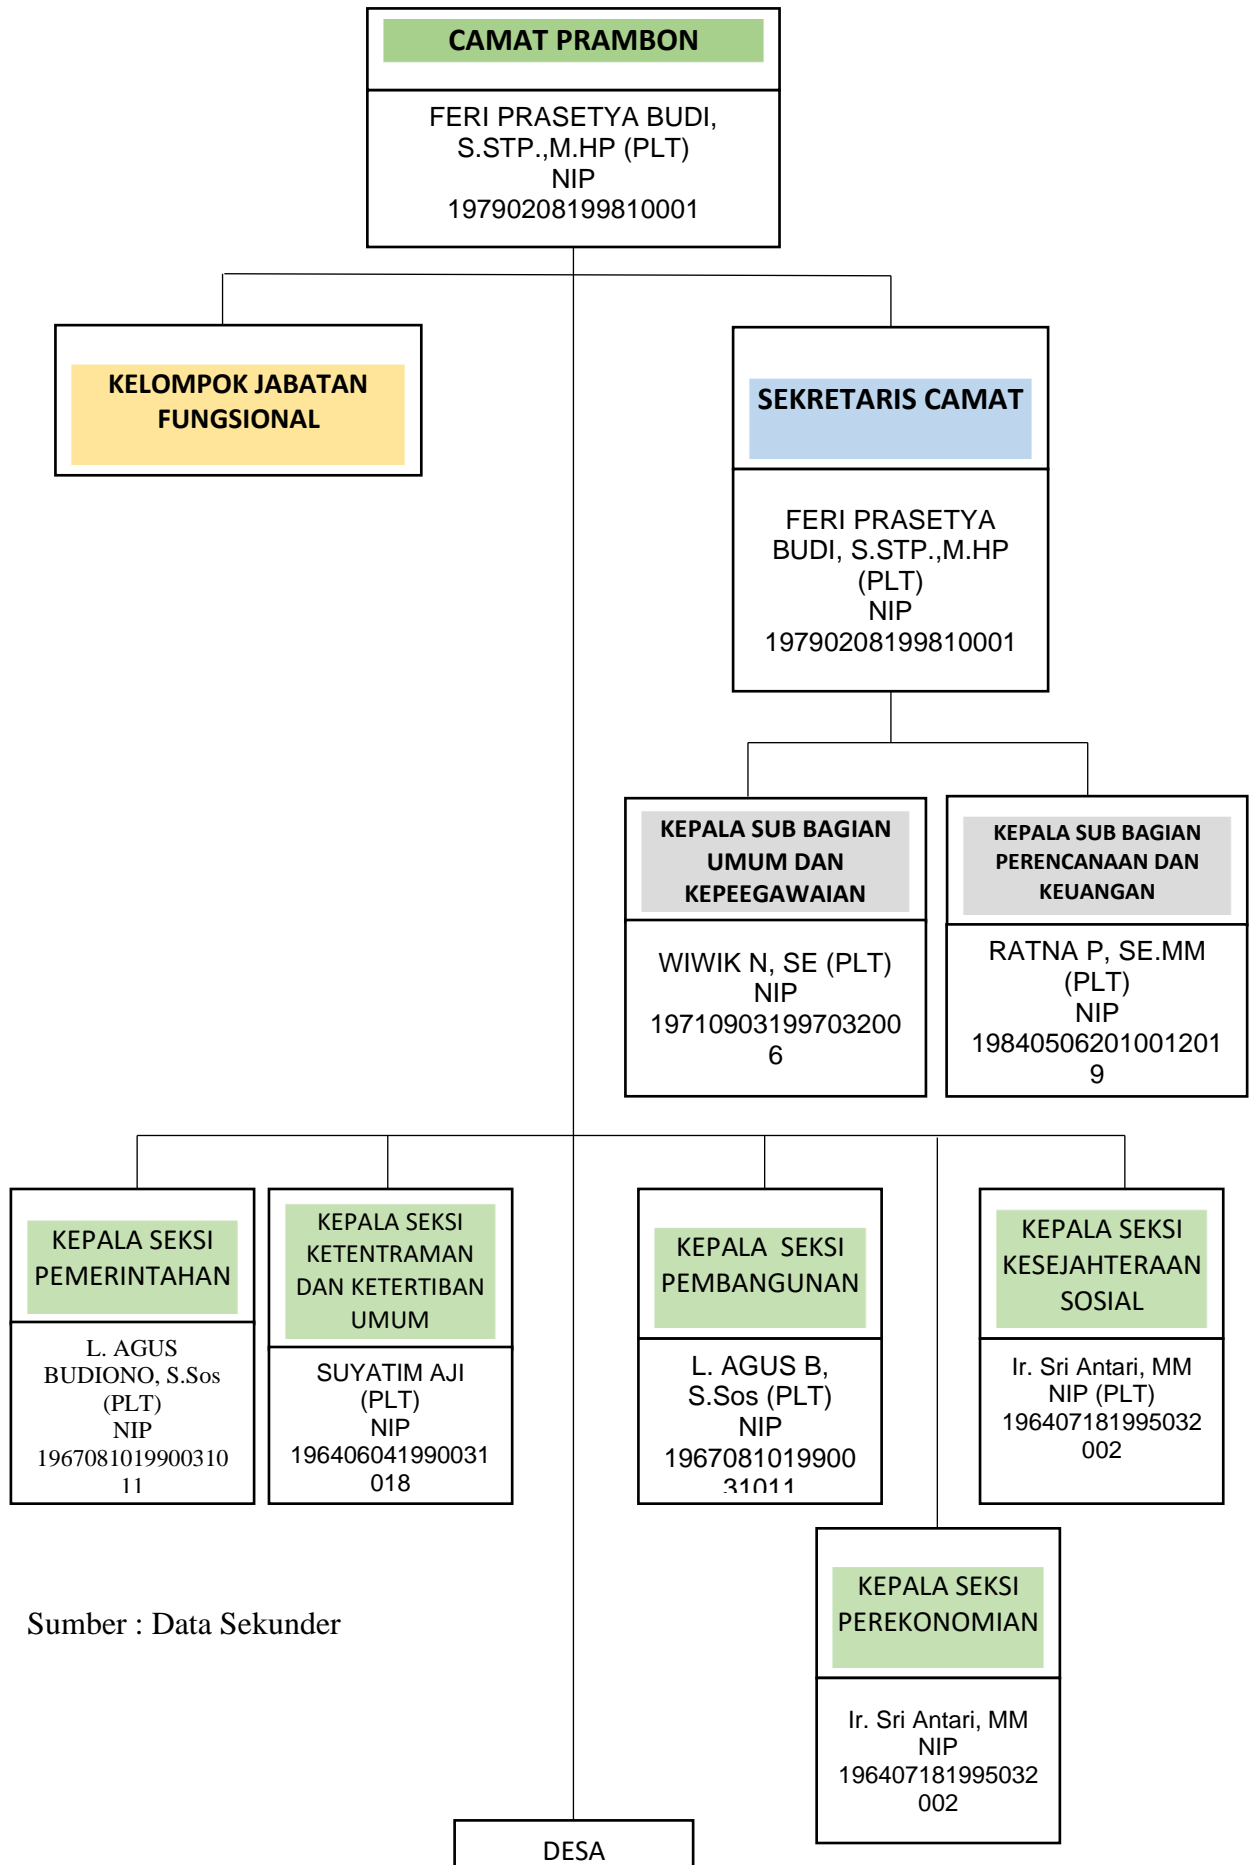 CAMAT PRAMBON
FERI PRASETYA BUDI,
S.STP.,M.HP (PLT)
NIP
19790208199810001
KELOMPOK JABATAN
FUNGSIONAL
SEKRETARIS CAMAT
FERI PRASETYA
BUDI, S.STP.,M.HP
(PLT)
NIP
19790208199810001
KEPALA SUB BAGIAN
UMUM DAN
KEPEEGAWAIAN
WIWIK N, SE (PLT)
NIP
19710903199703200
6
KEPALA SUB BAGIAN
PERENCANAAN DAN
KEUANGAN
RATNA P, SE.MM
(PLT)
NIP
19840506201001201
9
KEPALA SEKSI
PEMERINTAHAN
L. AGUS
BUDIONO, S.Sos
(PLT)
NIP
1967081019900310
11
KEPALA SEKSI
KETENTRAMAN
DAN KETERTIBAN
UMUM
SUYATIM AJI
(PLT)
NIP
196406041990031
018
KEPALA  SEKSI
PEMBANGUNAN
L. AGUS B,
S.Sos (PLT)
NIP
1967081019900
31011
KEPALA SEKSI
KESEJAHTERAAN
SOSIAL
Ir. Sri Antari, MM
NIP (PLT)
196407181995032
002
KEPALA SEKSI
PEREKONOMIAN
Ir. Sri Antari, MM
NIP
196407181995032
002
Sumber : Data Sekunder
DESA